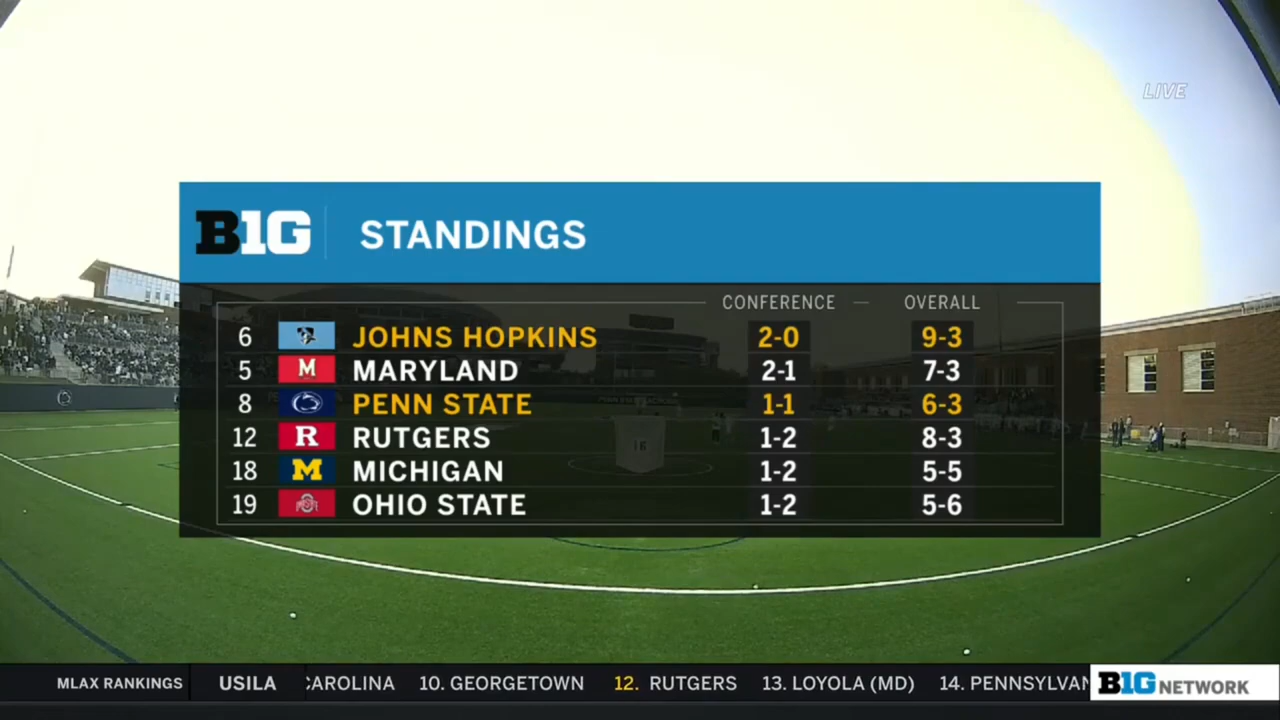 LIVE
B1G STANDINGS
CONFERENCE OVERALL
6 JOHNS HOPKINS 2-0 9-3
5 M MARYLAND 2-1 7-3
8 PENN STATE 1-1 6-3
12 R RUTGERS 1-2 8-3
18 M MICHIGAN 1-2 5-5
19 OHIO STATE 1-2 5-6
MLAX RANKINGS USILA CAROLINA 10. GEORGETOWN 12. RUTGERS 13. LOYOLA (MD) 14. PENNSYLVAN B1G NETWORK